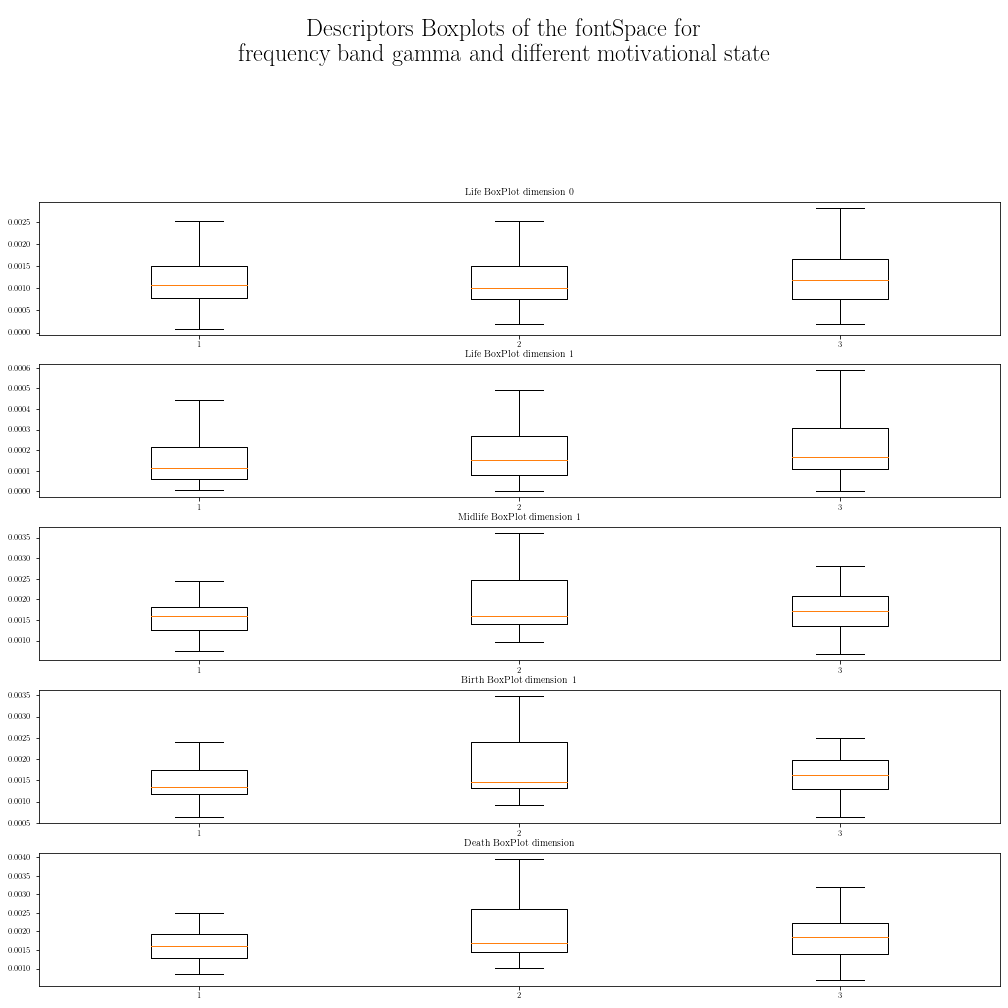 Descriptors Boxplots of the fontSpace for
frequency band gamma and different motivational state
Life BoxPlot dimension 0
0.0025
0.0020
0.0015
0.0010
0.0005
0.0000
1 2 3
Life BoxPlot dimension 1
0.0006
0.0005
0.0004
0.0003
0.0002
0.0001
0.0000
1 2 3
Midlife BoxPlot dimension 1
0.0035
0.0030
0.0025
0.0020
0.0015
0.0010
1 2 3
Birth BoxPlot dimension 1
0.0035
0.0030
0.0025
0.0020
0.0015
0.0010
0.0005
1 2 3
Death BoxPlot dimension
0.0040
0.0035
0.0030
0.0025
0.0020
0.0015
0.0010
1 2 3